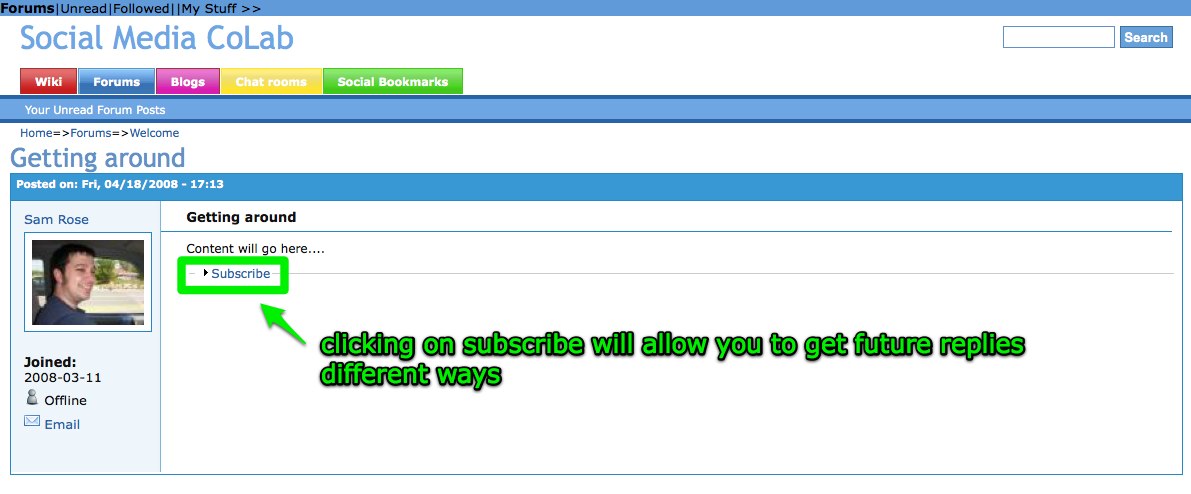 Forums|Unread|Followed||My Stuff >>
Social Media CoLab
Search
Wiki Forums Blogs Chat rooms Social Bookmarks
Your Unread Forum Posts
Home=>Forums=>Welcome
Getting around
Posted on: Fri, 04/18/2008 - 17:13
Sam Rose
Joined:
2008-03-11
Offline
Email
Getting around
Content will go here....
Subscribe
clicking on subscribe will allow you to get future replies
different ways